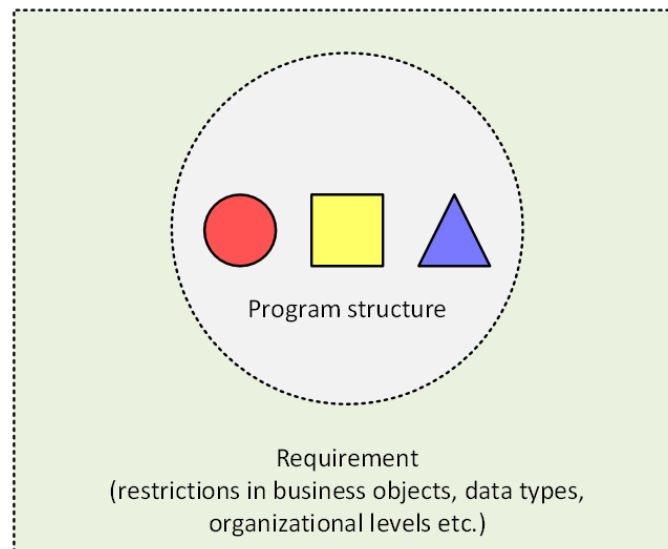 Program structure
Requirement
(restrictions in business objects, data types,
organizational levels etc.)